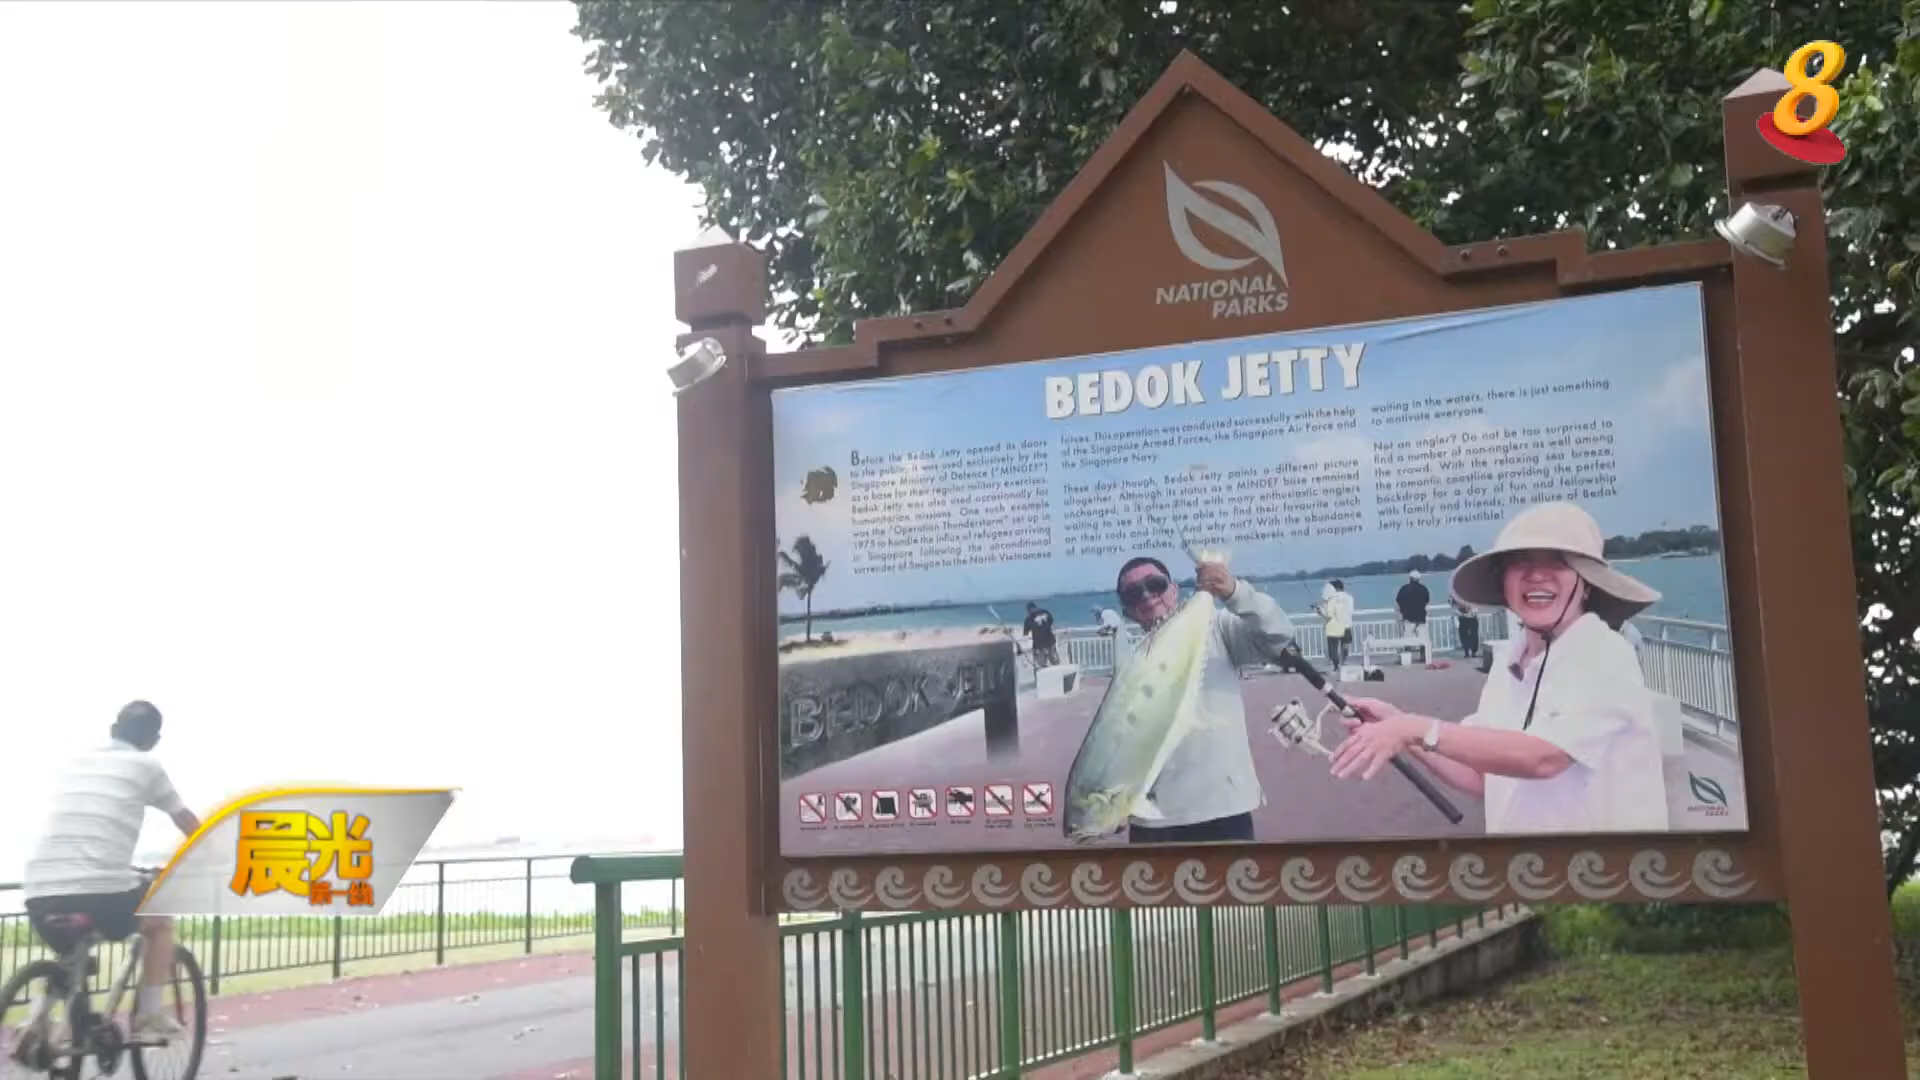 8
NATIONAL
PARKS
BEDOK JETTY
Before the Bedok Jetty opened its doors
to the public, it was used exclusively by the
Singapore Ministry of Defence ("MINDEF")
as a base for their regular military exercises.
Bedok Jetty was also used occasionally for
humanitarian missions. One such example
was the "Operation Thunderstorm" set up in
1975 to handle the influx of refugees arriving
in Singapore following the unconditional
surrender of Saigon to the North Vietnamese
forces. This operation was conducted successfully with the help
of the Singapore Armed Forces, the Singapore Air Force and
the Singapore Navy.
These days though, Bedok Jetty paints a different picture
altogether. Although its status as a MINDEF base remained
unchanged, it is often filled with many enthusiastic anglers
waiting to see if they are able to find their favourite catch
on their rods and lines. And why not? With the abundance
of stingrays, catfishes, groupers, mackerels and snappers
waiting in the waters, there is just something
to motivate everyone.
Not an angler? Do not be too surprised to
find a number of non-anglers as well among
the crowd. With the relaxing sea breeze,
the romantic coastline providing the perfect
backdrop for a day of fun and fellowship
with family and friends, the allure of Bedok
Jetty is truly irresistible!
BEDOK JETTY
NATIONAL
PARKS
晨光
第一线